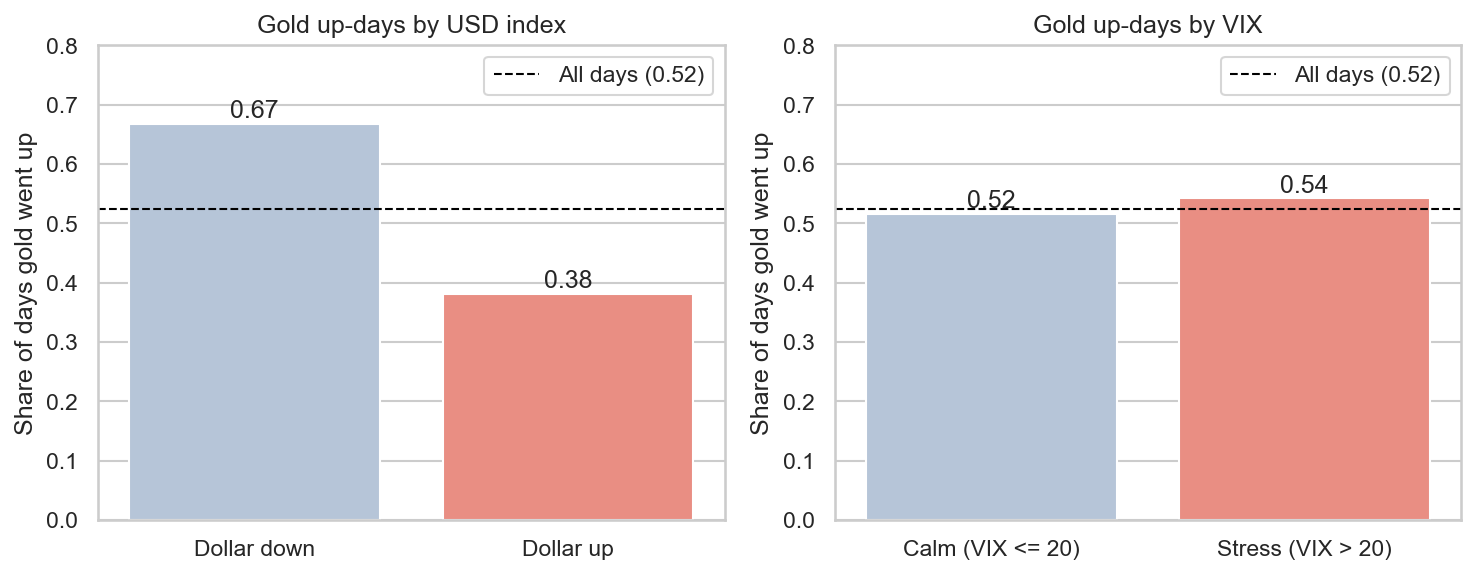 Gold up-days by USD index
Share of days gold went up
0.8
0.7
0.6
0.5
0.4
0.3
0.2
0.1
0.0
All days (0.52)
0.67
0.38
Dollar down
Dollar up
Gold up-days by VIX
Share of days gold went up
0.8
0.7
0.6
0.5
0.4
0.3
0.2
0.1
0.0
All days (0.52)
0.52
0.54
Calm (VIX <= 20)
Stress (VIX > 20)